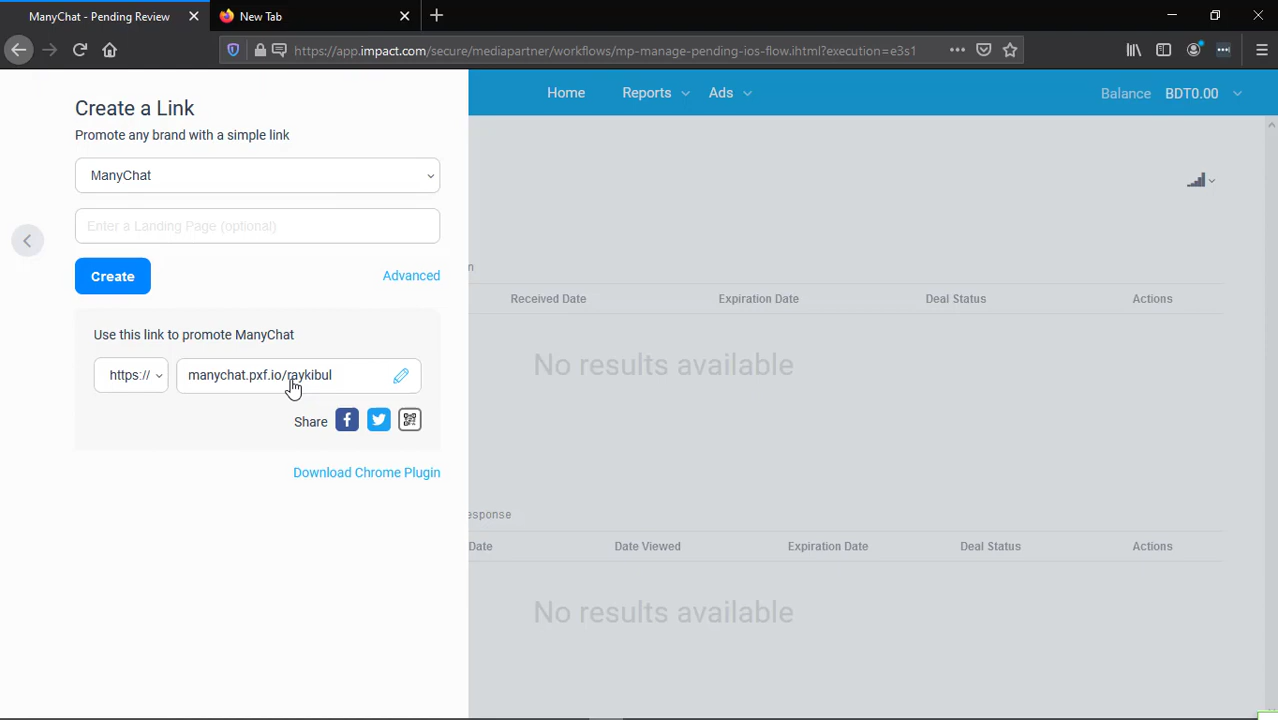 ManyChat - Pending Review
New Tab
https://app.impact.com/secure/mediapartner/workflows/mp-manage-pending-ios-flow.ihtml?execution=e3s1
Home Reports Ads Balance BDT0.00
Create a Link
Promote any brand with a simple link
ManyChat
Enter a Landing Page (optional)
Create Advanced
Use this link to promote ManyChat
https:// manychat.pxf.io/raykibul
Share
Download Chrome Plugin
n
Received Date Expiration Date Deal Status Actions
No results available
esponse
Date Date Viewed Expiration Date Deal Status Actions
No results available